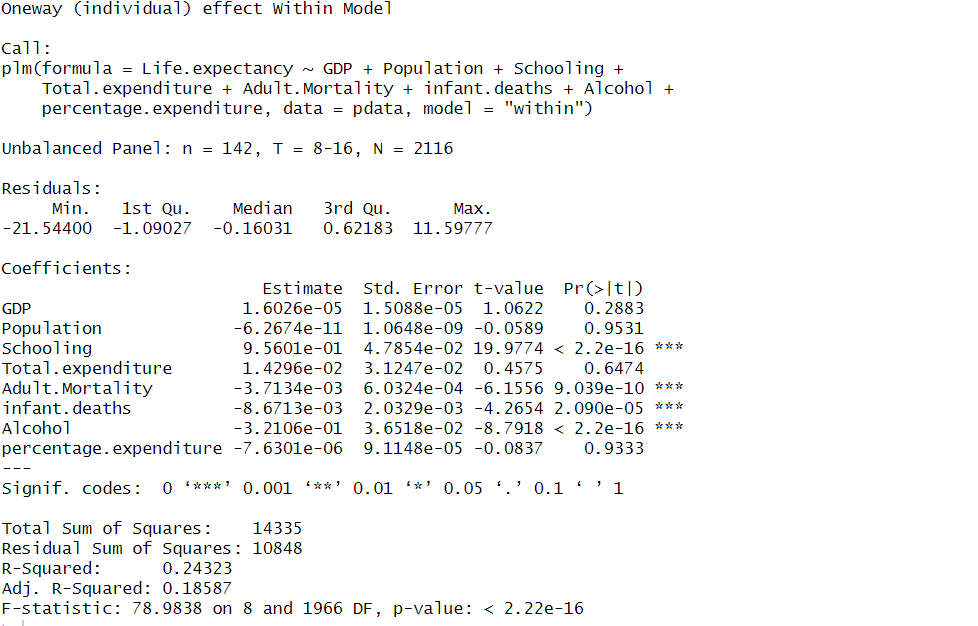 Oneway (individual) effect Within Model
Call:
plm(formula = Life.expectancy ~ GDP + Population + Schooling +
Total.expenditure + Adult.Mortality + infant.deaths + Alcohol +
percentage.expenditure, data = pdata, model = "within")
Unbalanced Panel: n = 142, T = 8-16, N = 2116
Residuals:
Min. 1st Qu. Median 3rd Qu. Max.
-21.54400 -1.09027 -0.16031 0.62183 11.59777
Coefficients:
Estimate Std. Error t-value Pr(>|t|)
GDP 1.6026e-05 1.5088e-05 1.0622 0.2883
Population -6.2674e-11 1.0648e-09 -0.0589 0.9531
Schooling 9.5601e-01 4.7854e-02 19.9774 < 2.2e-16 ***
Total.expenditure 1.4296e-02 3.1247e-02 0.4575 0.6474
Adult.Mortality -3.7134e-03 6.0324e-04 -6.1556 9.039e-10 ***
infant.deaths -8.6713e-03 2.0329e-03 -4.2654 2.090e-05 ***
Alcohol -3.2106e-01 3.6518e-02 -8.7918 < 2.2e-16 ***
percentage.expenditure -7.6301e-06 9.1148e-05 -0.0837 0.9333
---
Signif. codes: 0 ‘***’ 0.001 ‘**’ 0.01 ‘*’ 0.05 ‘.’ 0.1 ‘ ’ 1
Total Sum of Squares: 14335
Residual Sum of Squares: 10848
R-Squared: 0.24323
Adj. R-Squared: 0.18587
F-statistic: 78.9838 on 8 and 1966 DF, p-value: < 2.22e-16